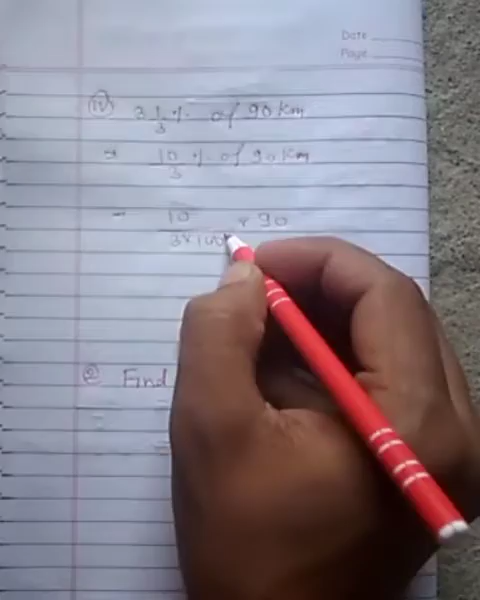 Date
Page
(iv) 3 1/3 % of 90 Km
⇒ 10/3 % of 90 Km
= 10/(3×100) × 90
② Find